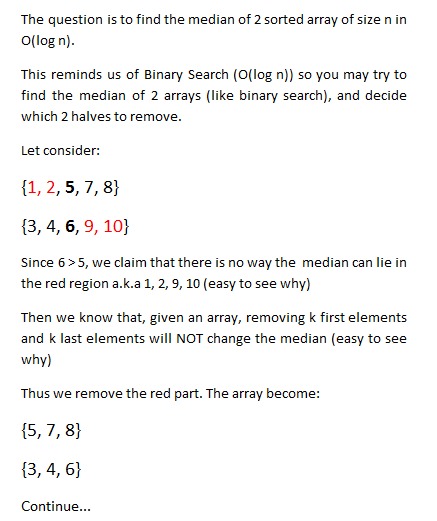 The question is to find the median of 2 sorted array of size n in
O(log n).
This reminds us of Binary Search (O(log n)) so you may try to
find the median of 2 arrays (like binary search), and decide
which 2 halves to remove.
Let consider:
{1, 2, 5, 7, 8}
{3, 4, 6, 9, 10}
Since 6 > 5, we claim that there is no way the median can lie in
the red region a.k.a 1, 2, 9, 10 (easy to see why)
Then we know that, given an array, removing k first elements
and k last elements will NOT change the median (easy to see
why)
Thus we remove the red part. The array become:
{5, 7, 8}
{3, 4, 6}
Continue...